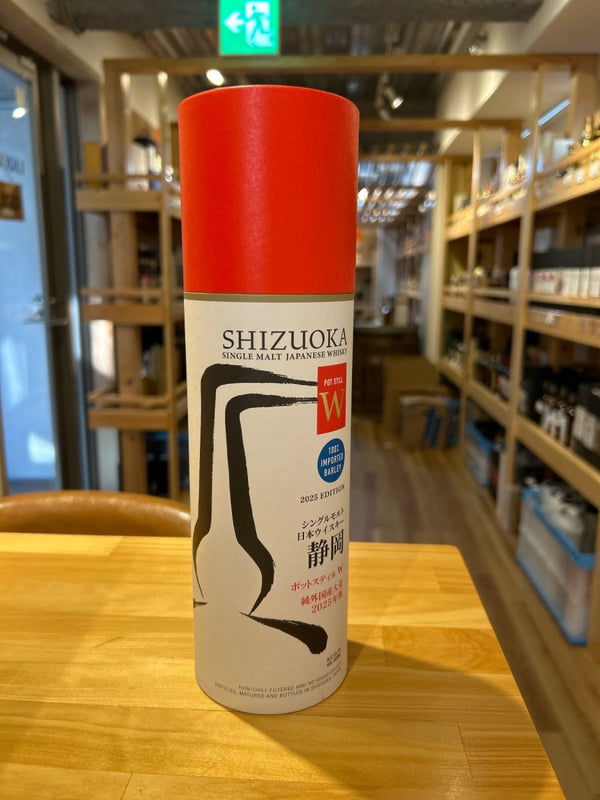 SHIZUOKA
SINGLE MALT JAPANESE WHISKY
POT STILL
W
100%
IMPORTED
BARLEY
2025 EDITION
シングルモルト
日本ウイスキー
静岡
ポットスティル W
純外国産大麦
2025年版
NON-CHILL FILTERED AND NO ADDED
DISTILLED, MATURED AND BOTTLED IN SHIZUOKA,